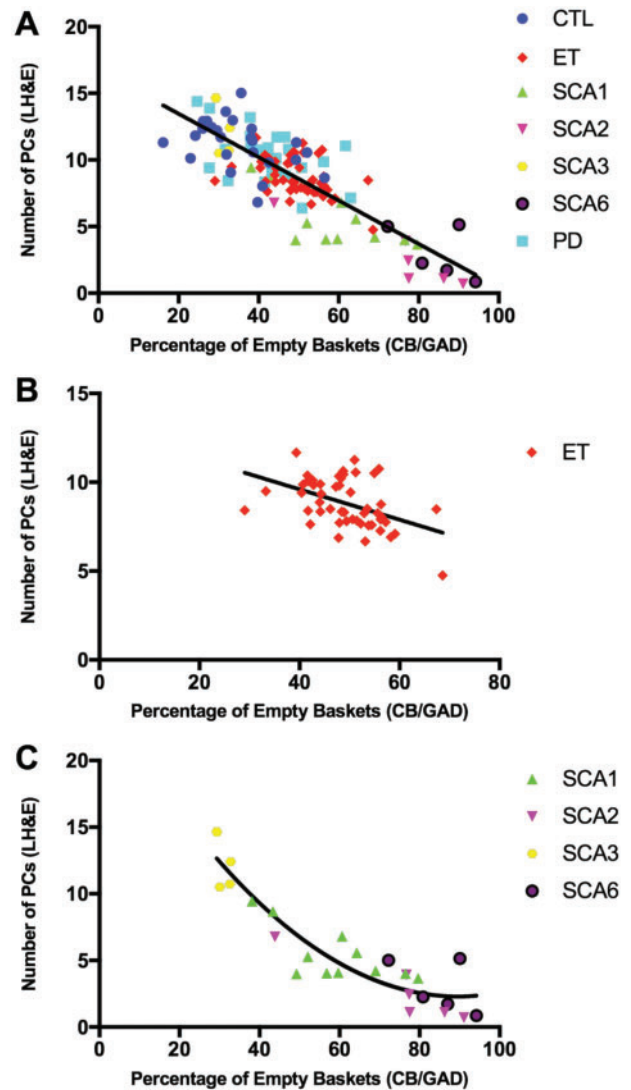 A
CTL
ET
SCA1
SCA2
SCA3
SCA6
PD
Number of PCs (LH&E)
20
15
10
5
0
0 20 40 60 80 100
Percentage of Empty Baskets (CB/GAD)
B
ET
Number of PCs (LH&E)
15
10
5
0
0 20 40 60 80
Percentage of Empty Baskets (CB/GAD)
C
SCA1
SCA2
SCA3
SCA6
Number of PCs (LH&E)
20
15
10
5
0
0 20 40 60 80 100
Percentage of Empty Baskets (CB/GAD)